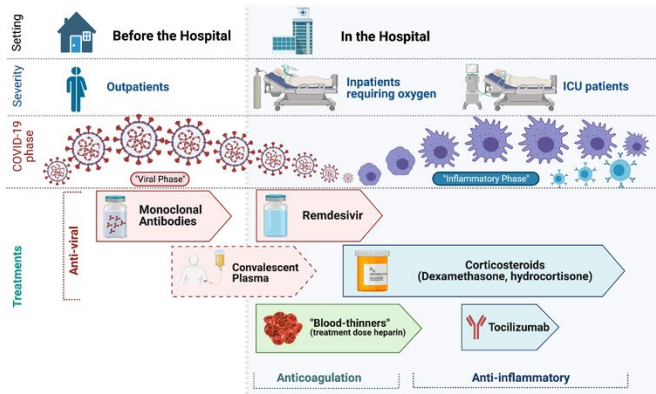 Setting
Before the Hospital
In the Hospital
Severity
Outpatients
Inpatients
requiring oxygen
ICU patients
COVID-19
phase
"Viral Phase"
"Inflammatory Phase"
Treatments
Anti-viral
Monoclonal
Antibodies
Remdesivir
Convalescent
Plasma
Corticosteroids
(Dexamethasone, hydrocortisone)
"Blood-thinners"
(treatment dose heparin)
Tocilizumab
Anticoagulation
Anti-inflammatory